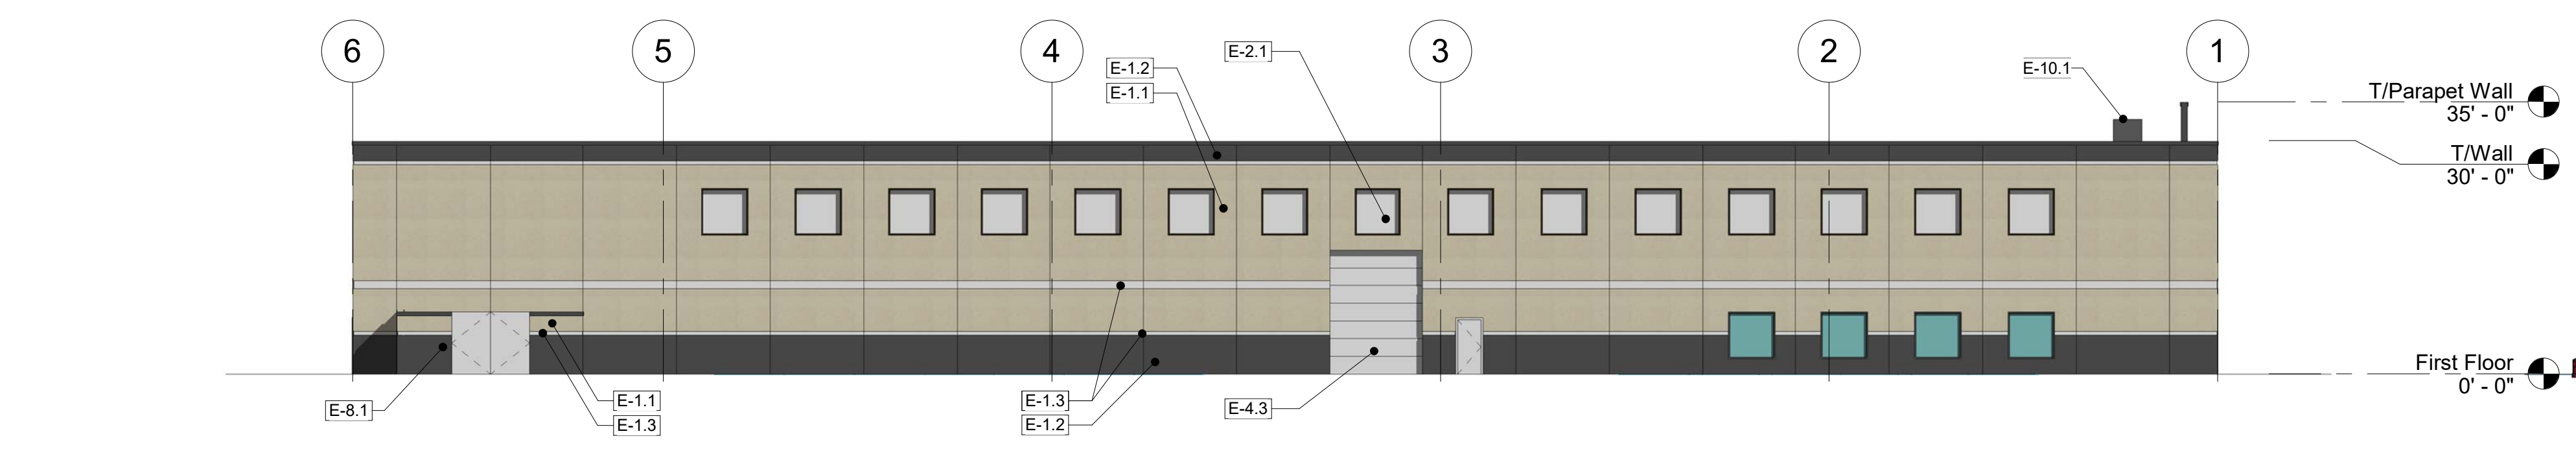 6
5
4
3
2
1
E-1.2
E-1.1
E-2.1
E-10.1
T/Parapet Wall
35' - 0"
T/Wall
30' - 0"
First Floor
0' - 0"
E-8.1
E-1.1
E-1.3
E-1.3
E-1.2
E-4.3